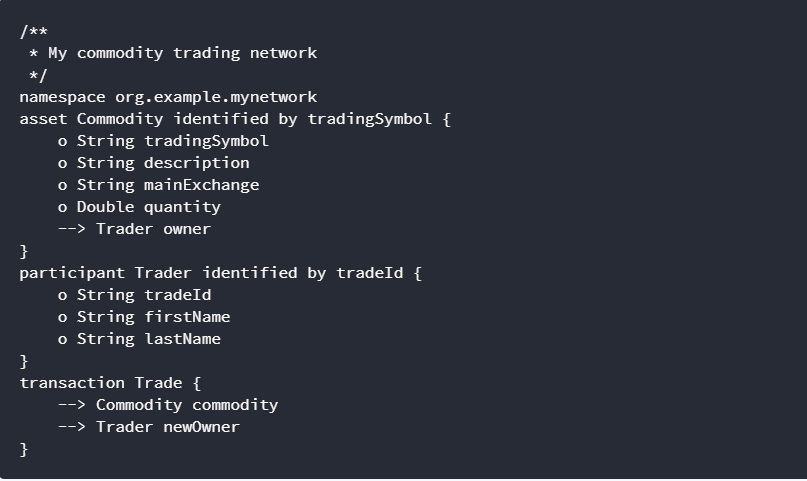 /**
 * My commodity trading network
 */
namespace org.example.mynetwork
asset Commodity identified by tradingSymbol {
    o String tradingSymbol
    o String description
    o String mainExchange
    o Double quantity
    --> Trader owner
}
participant Trader identified by tradeId {
    o String tradeId
    o String firstName
    o String lastName
}
transaction Trade {
    --> Commodity commodity
    --> Trader newOwner
}